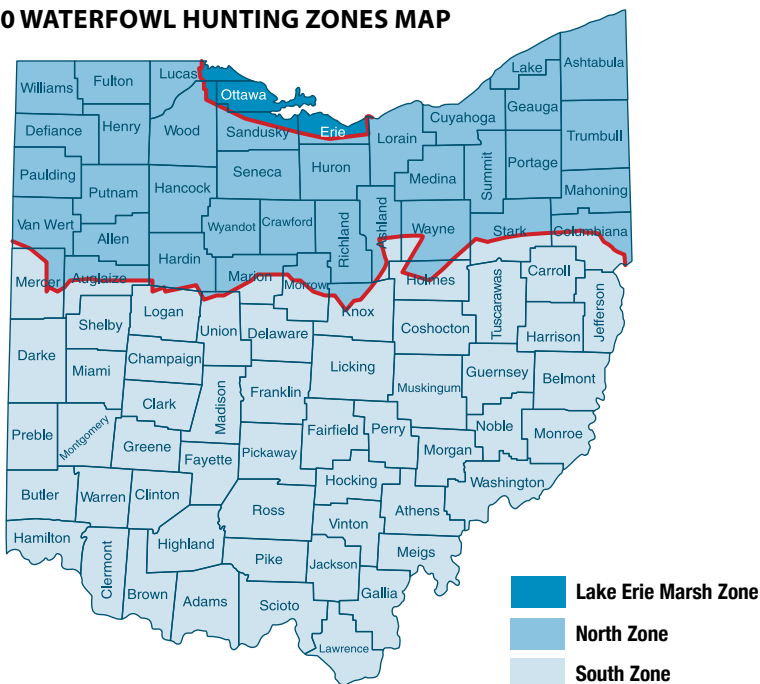 0 WATERFOWL HUNTING ZONES MAP
Williams
Fulton
Lucas
Ottawa
Lake
Ashtabula
Defiance
Henry
Wood
Sandusky
Erie
Lorain
Cuyahoga
Geauga
Trumbull
Paulding
Putnam
Hancock
Seneca
Huron
Medina
Summit
Portage
Mahoning
Van Wert
Allen
Hardin
Wyandot
Crawford
Richland
Ashland
Wayne
Stark
Columbiana
Mercer
Auglaize
Marion
Morrow
Knox
Holmes
Tuscarawas
Carroll
Jefferson
Shelby
Logan
Union
Delaware
Coshocton
Harrison
Darke
Miami
Champaign
Licking
Muskingum
Guernsey
Belmont
Clark
Madison
Franklin
Preble
Montgomery
Greene
Fayette
Pickaway
Fairfield
Perry
Morgan
Noble
Monroe
Butler
Warren
Clinton
Ross
Hocking
Athens
Washington
Hamilton
Clermont
Highland
Vinton
Meigs
Brown
Adams
Pike
Jackson
Gallia
Scioto
Lawrence
Lake Erie Marsh Zone
North Zone
South Zone